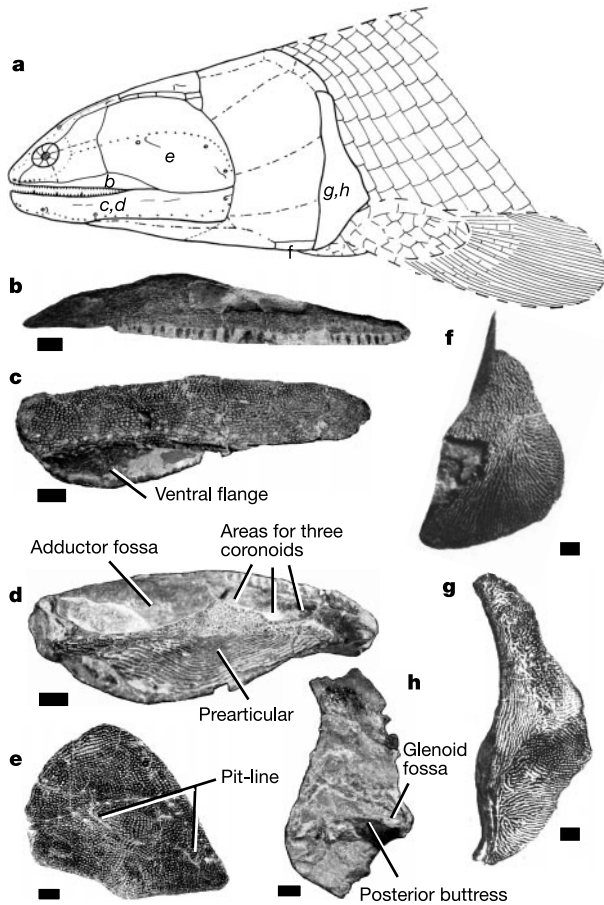 a
e
b
c,d
g,h
f
b
f
c
Ventral flange
Areas for three
coronoids
Adductor fossa
d
g
Prearticular
h
Glenoid
fossa
e
Pit-line
Posterior buttress